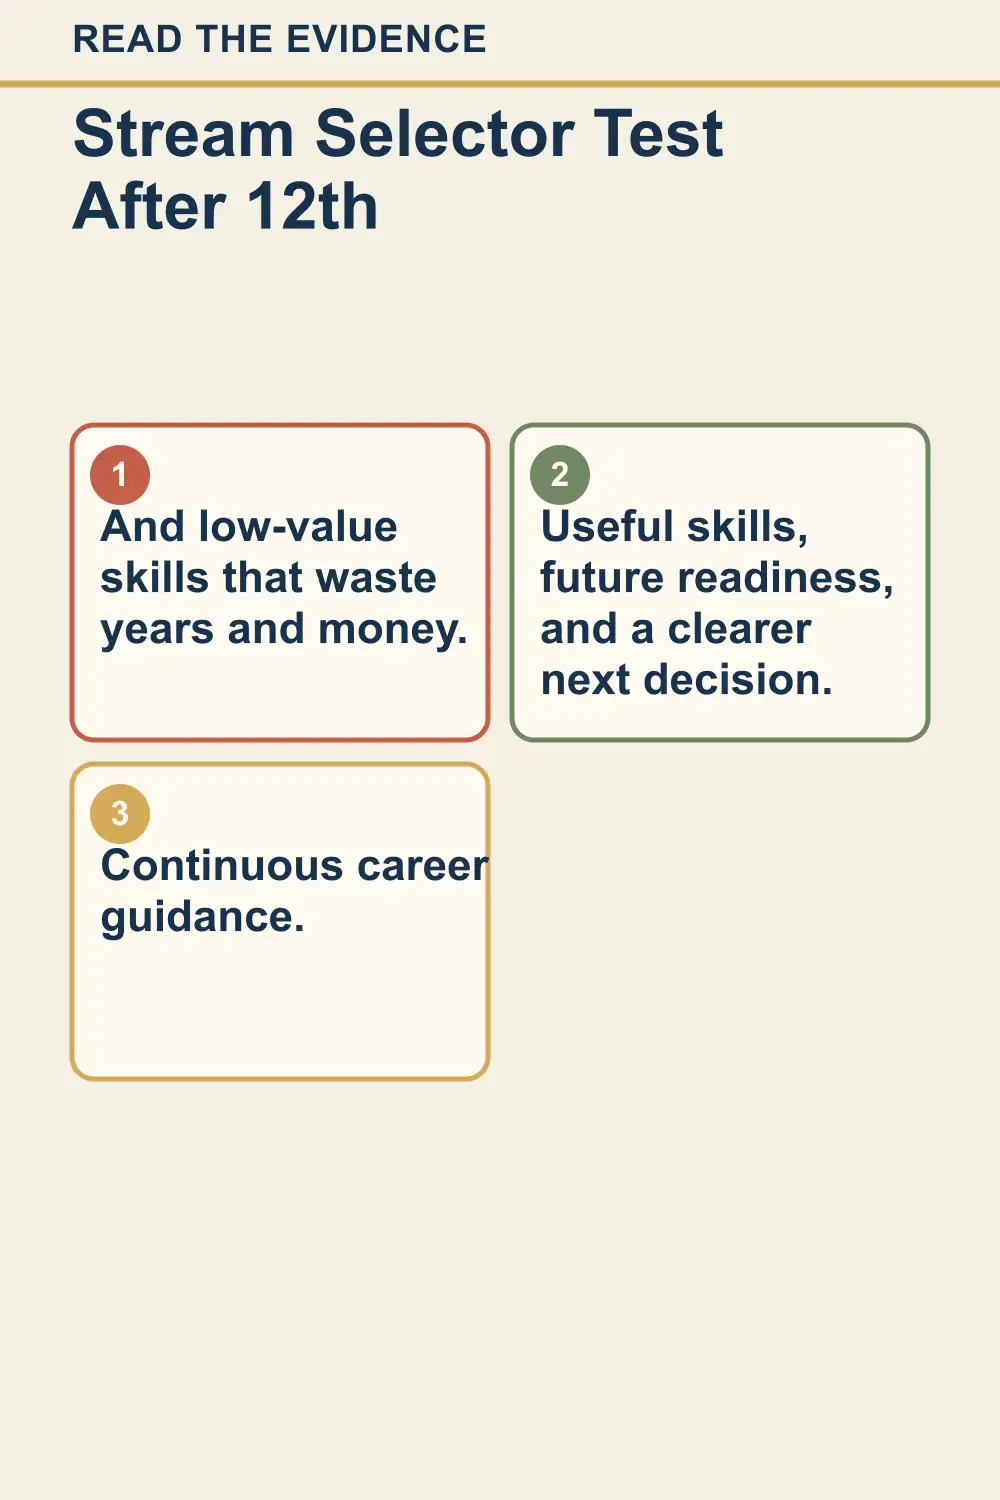 READ THE EVIDENCE
Stream Selector Test
After 12th
1
And low-value
skills that waste
years and money.
2
Useful skills,
future readiness,
and a clearer
next decision.
3
Continuous career
guidance.